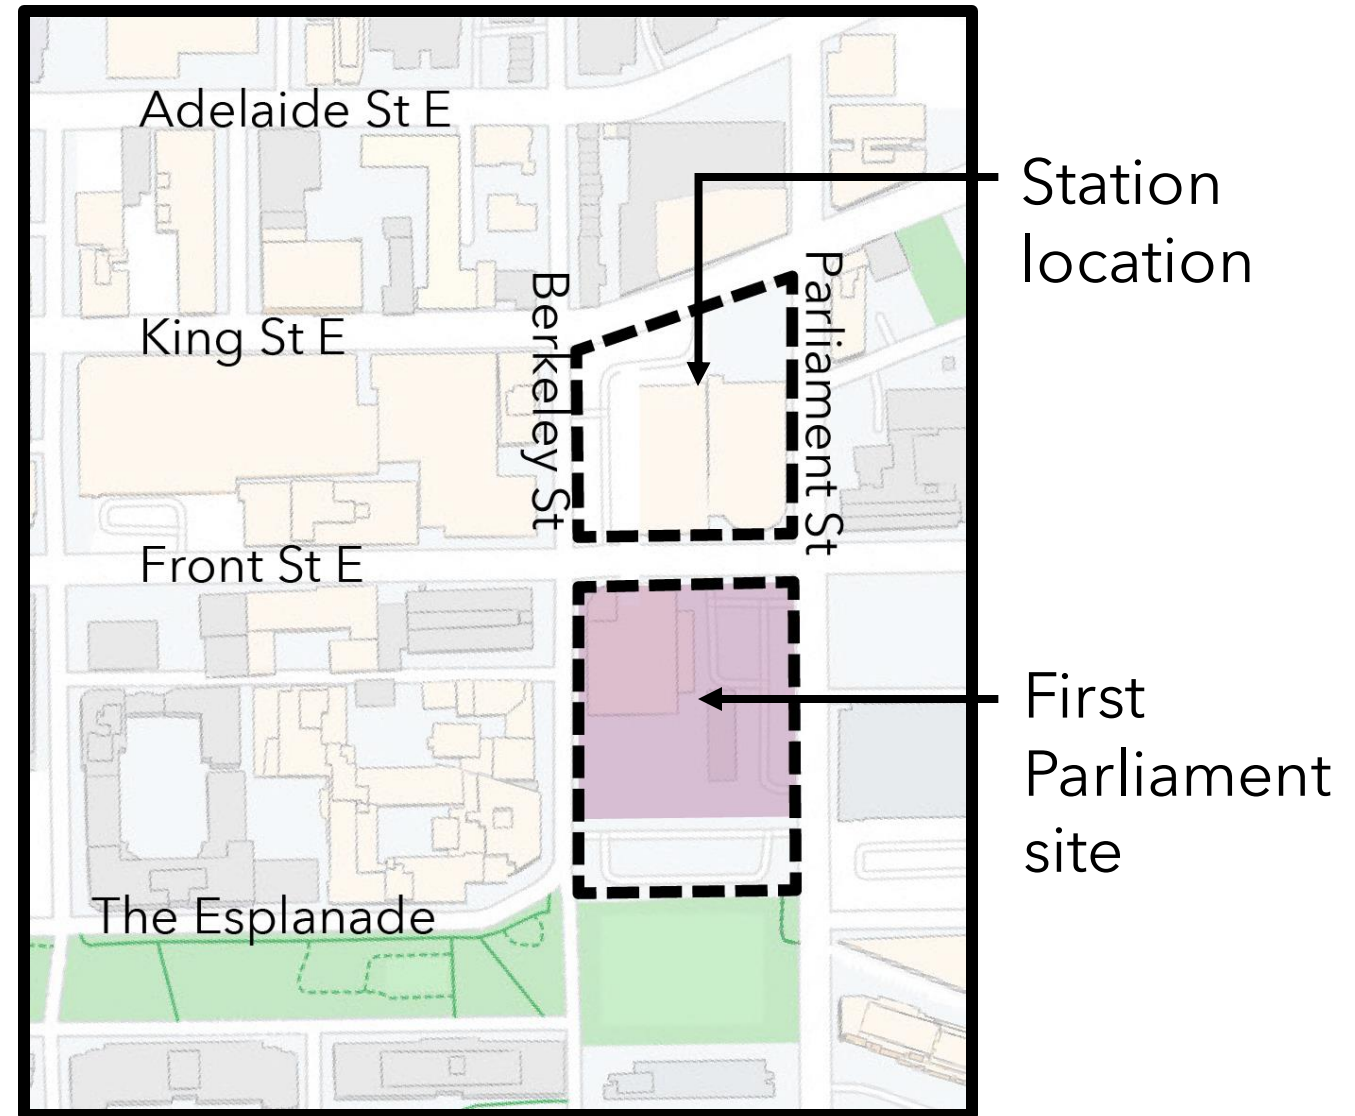 Adelaide St E
Station
location
King St E
Berkeley St
Parliament St
Front St E
First
Parliament
site
The Esplanade